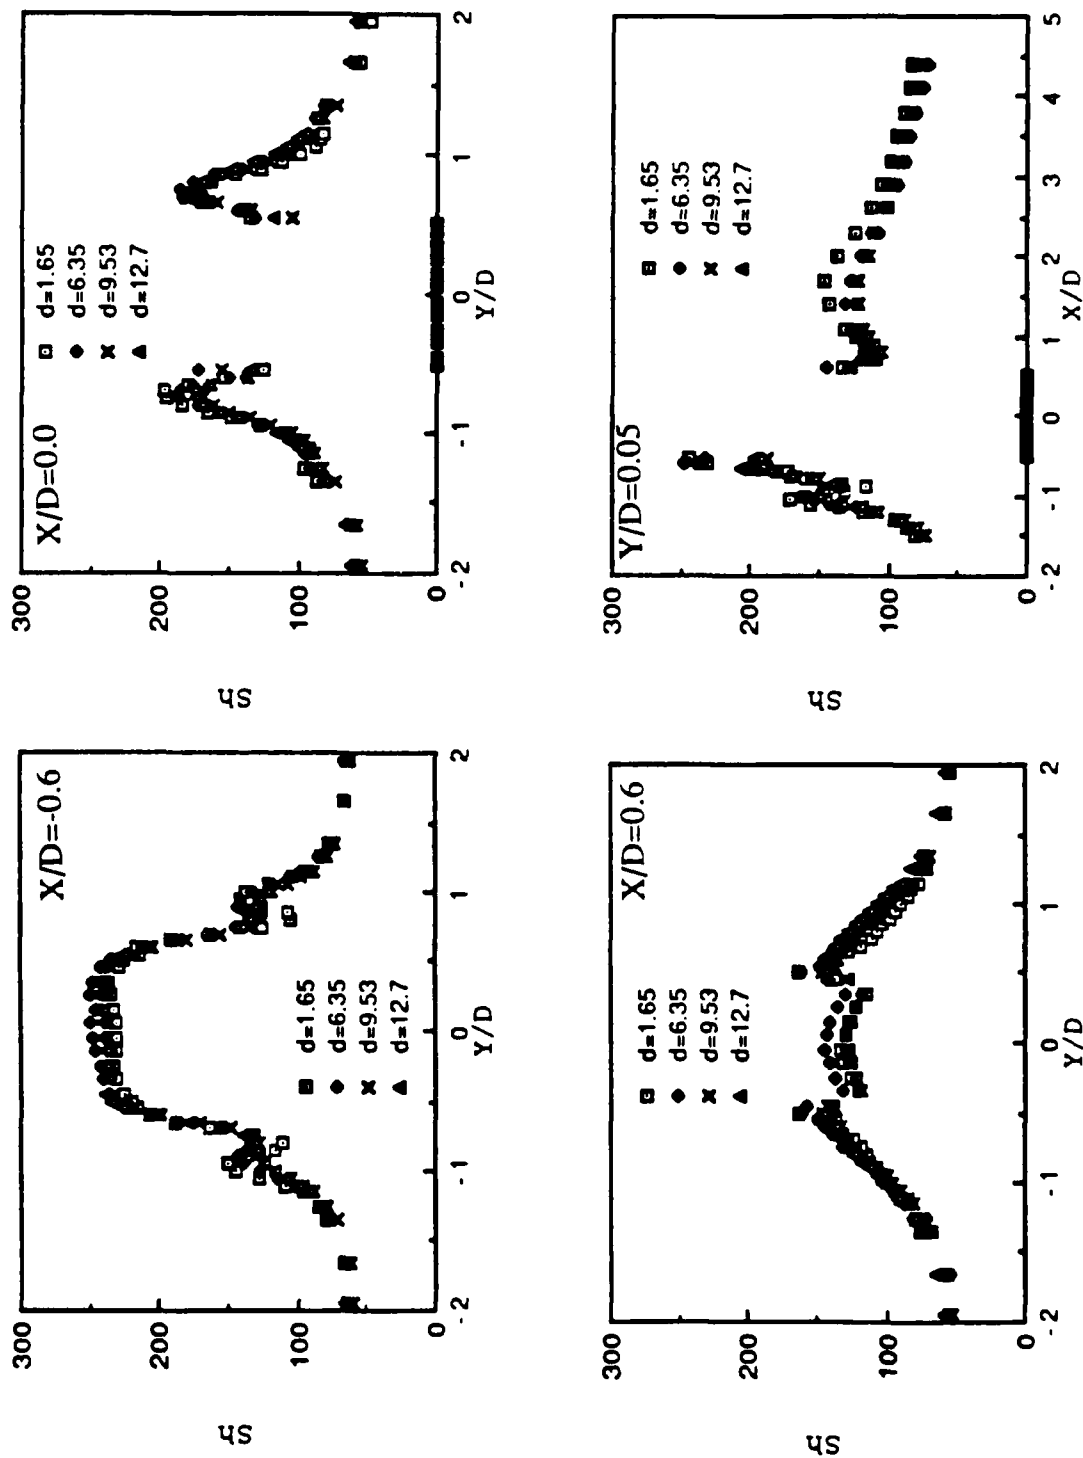 X/D=-0.6
300
200
100
0
Sh
d=1.65
d=6.35
d=9.53
d=12.7
-2
-1
0
1
2
Y/D
X/D=0.0
300
200
100
0
Sh
d=1.65
d=6.35
d=9.53
d=12.7
-2
-1
0
1
2
Y/D
X/D=0.6
300
200
100
0
Sh
d=1.65
d=6.35
d=9.53
d=12.7
-2
-1
0
1
2
Y/D
Y/D=0.05
300
200
100
0
Sh
d=1.65
d=6.35
d=9.53
d=12.7
-2
-1
0
1
2
3
4
5
X/D